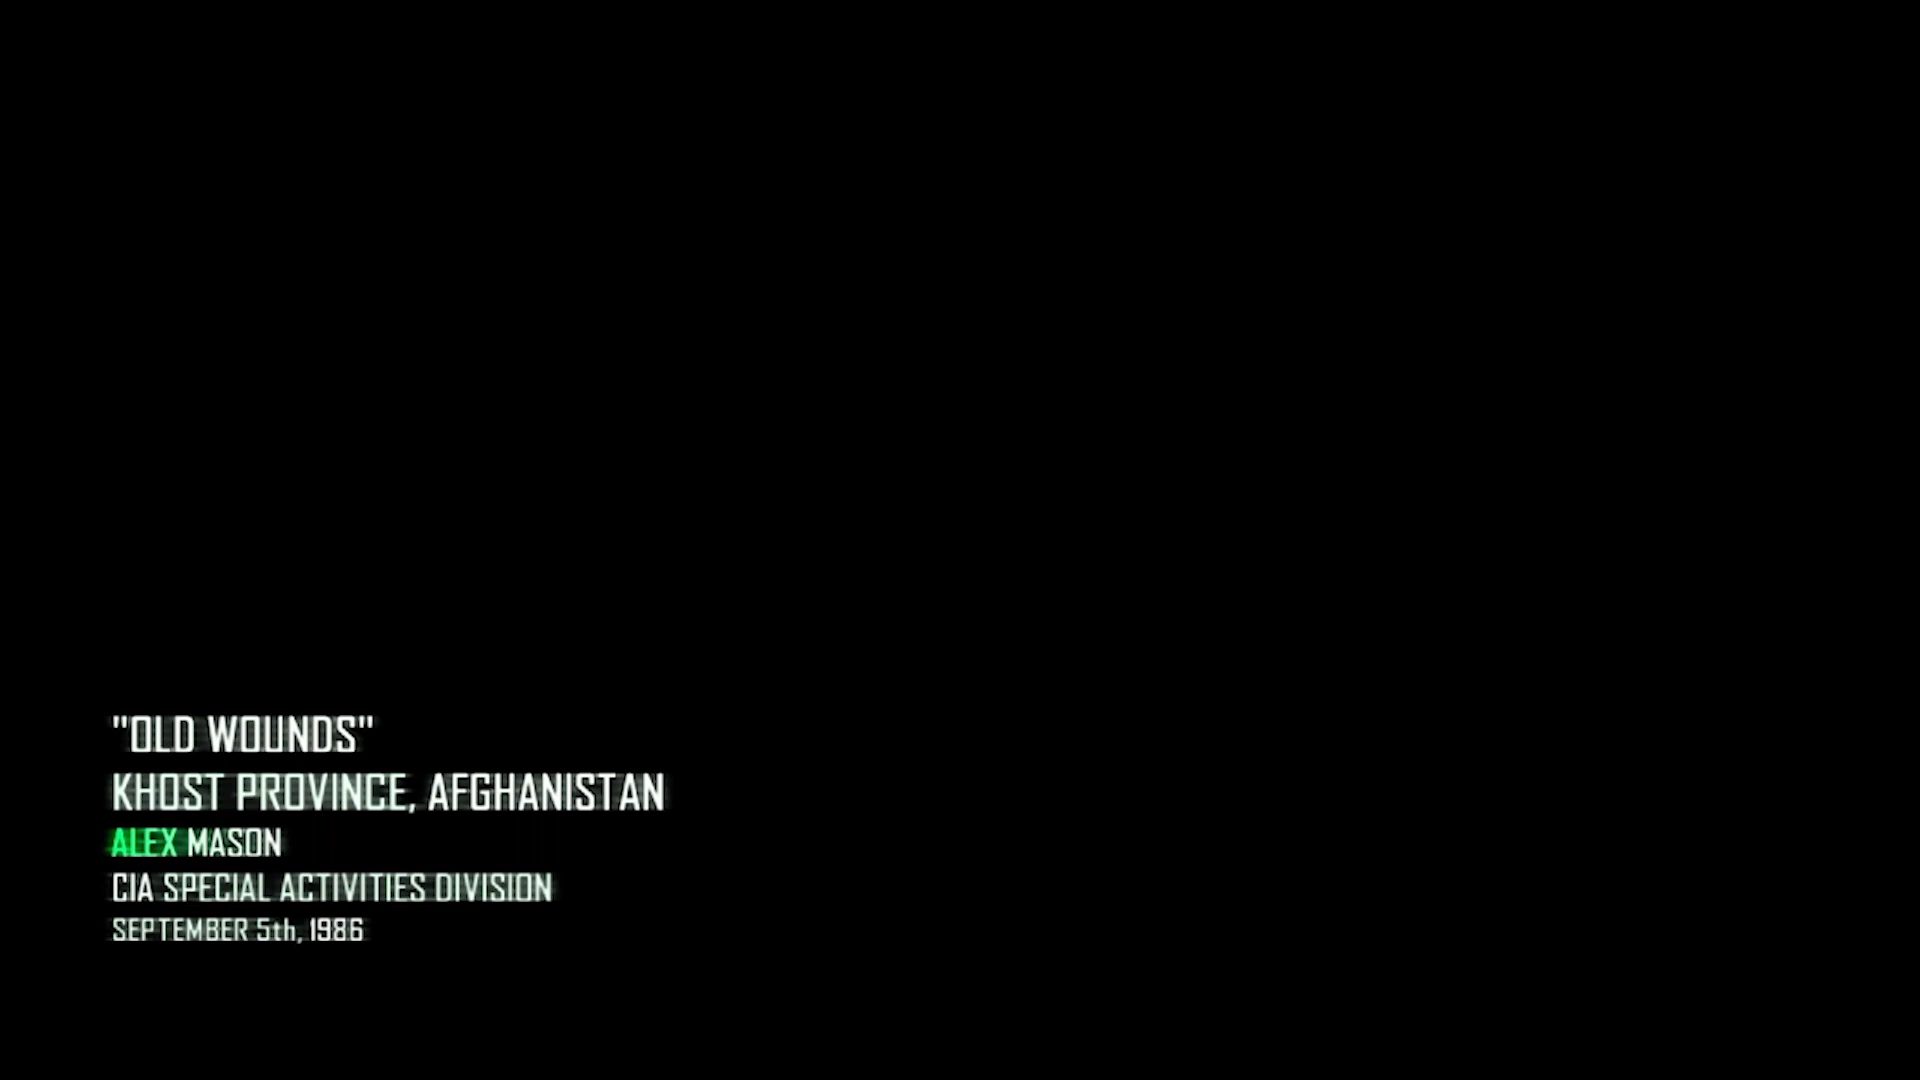 "OLD WOUNDS"
KHOST PROVINCE, AFGHANISTAN
ALEX MASON
CIA SPECIAL ACTIVITIES DIVISION
SEPTEMBER 5th, 1986